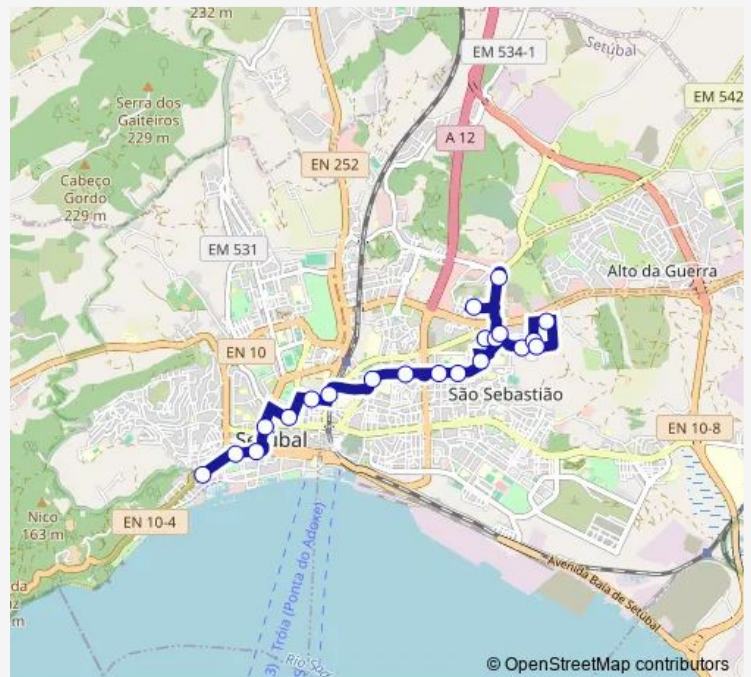 232 m
EM 534-1
Setúbal
Serra dos
Gaiteiros
229 m
EM 542
A 12
EN 252
Cabeço
Gordo
229 m
EM 531
Alto da Guerra
EN 10
São Sebastião
EN 10-8
Setúbal
Nico
163 m
EN 10-4
Tróia (Ponta do Adoxe)
Avenida Baía de Setúbal
m
3)
© OpenStreetMap contributors